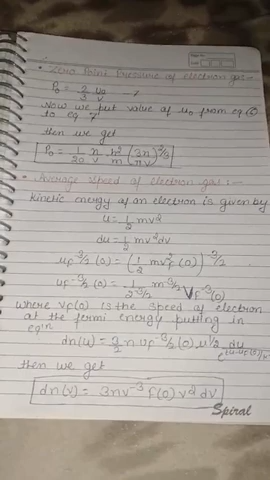 • Zero Point Pressure of electron gas:-
P₀ = 2/3 u₀/V —7
Now we put value of u₀ from eqⁿ
to eq 7
then we get
P₀ = 1/20 n/V h²/m (3n/πV)^2/3
• Average Speed of electron gas:—
kinetic energy of an electron is given by
u = 1/2 mv²
du = 1/2 mv²dv
uF^-3/2 (0) = (1/2 mv²F (0))^-3/2
uF^-3/2 (0) = 1/2^-3/2 m^-3/2 VF^-3(0)
where VF(0) is the speed of electron
at the fermi energy putting in
eqⁿ
dn(u) = 3/2 n uF^-3/2 (0) u^1/2 du
then we get
dn(v) = 3nv^-3 F(0) v² dv
Spiral